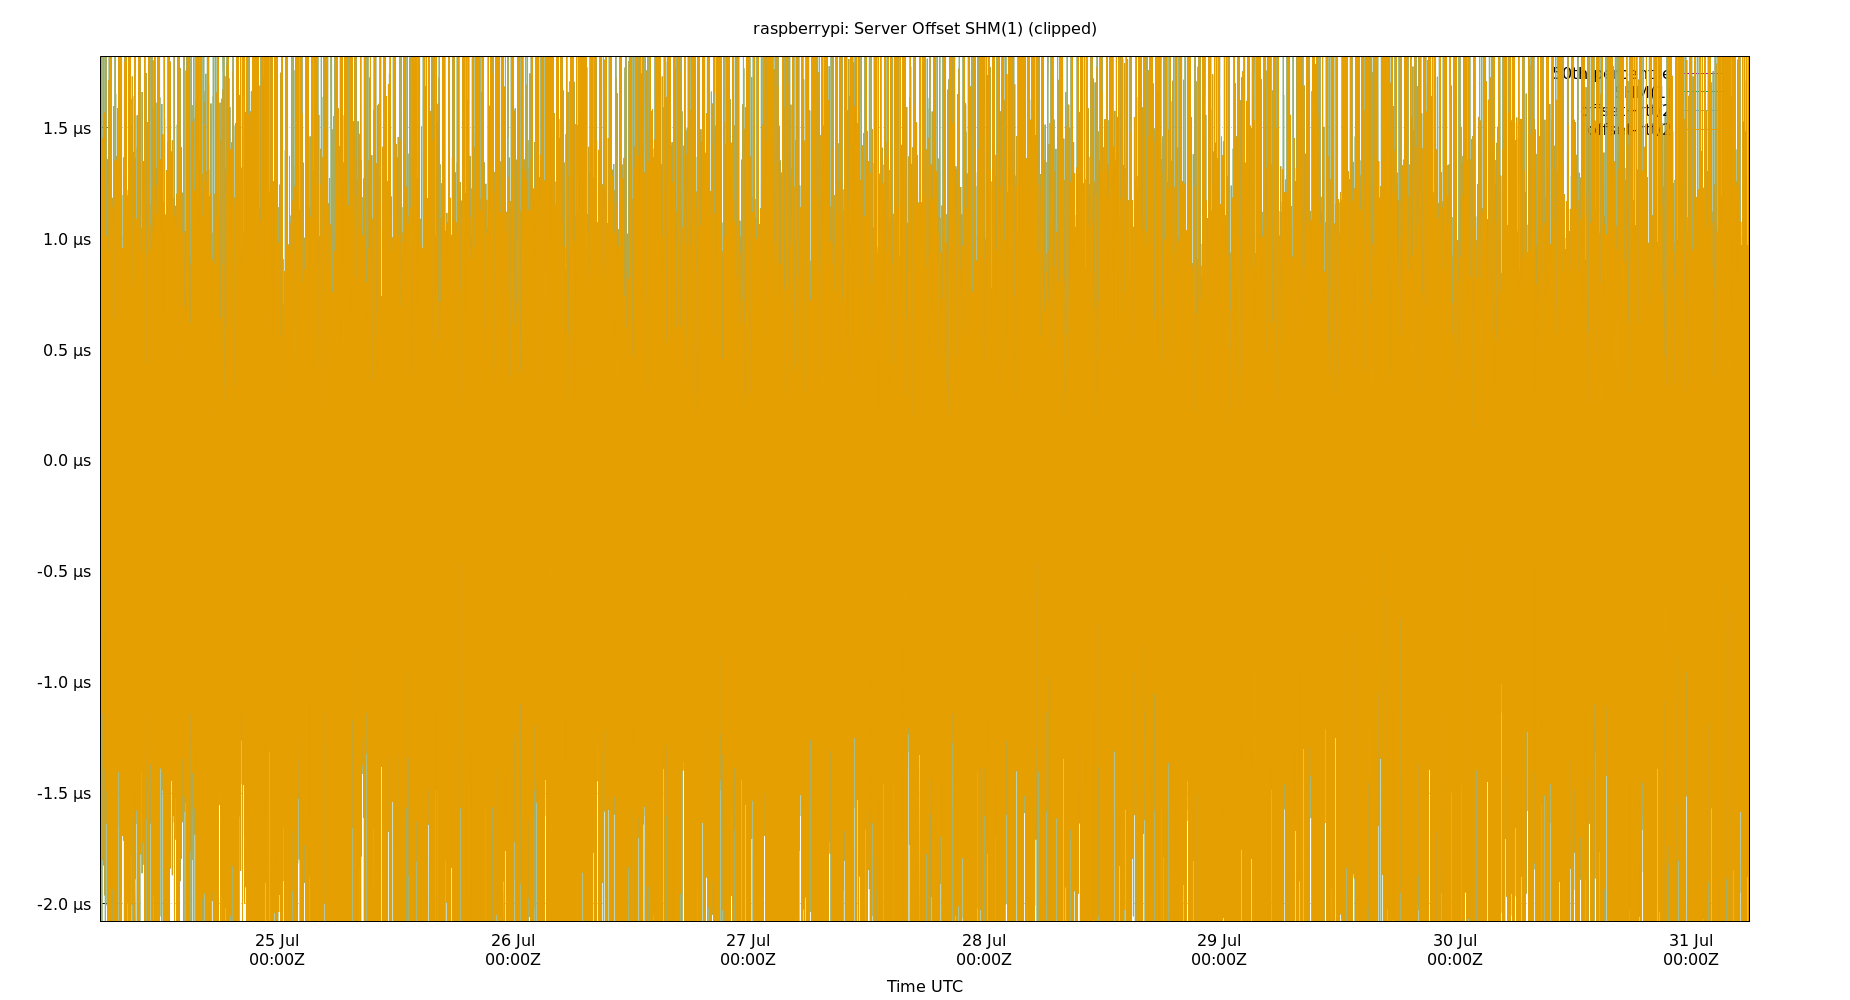 raspberrypi: Server Offset SHM(1) (clipped)
50th percentile
1.5 µs
1.0 µs
0.5 µs
0.0 µs
-0.5 µs
-1.0 µs
-1.5 µs
-2.0 µs
25 Jul 26 Jul 27 Jul 28 Jul 29 Jul 30 Jul 31 Jul
00:00Z 00:00Z 00:00Z 00:00Z 00:00Z 00:00Z 00:00Z
Time UTC